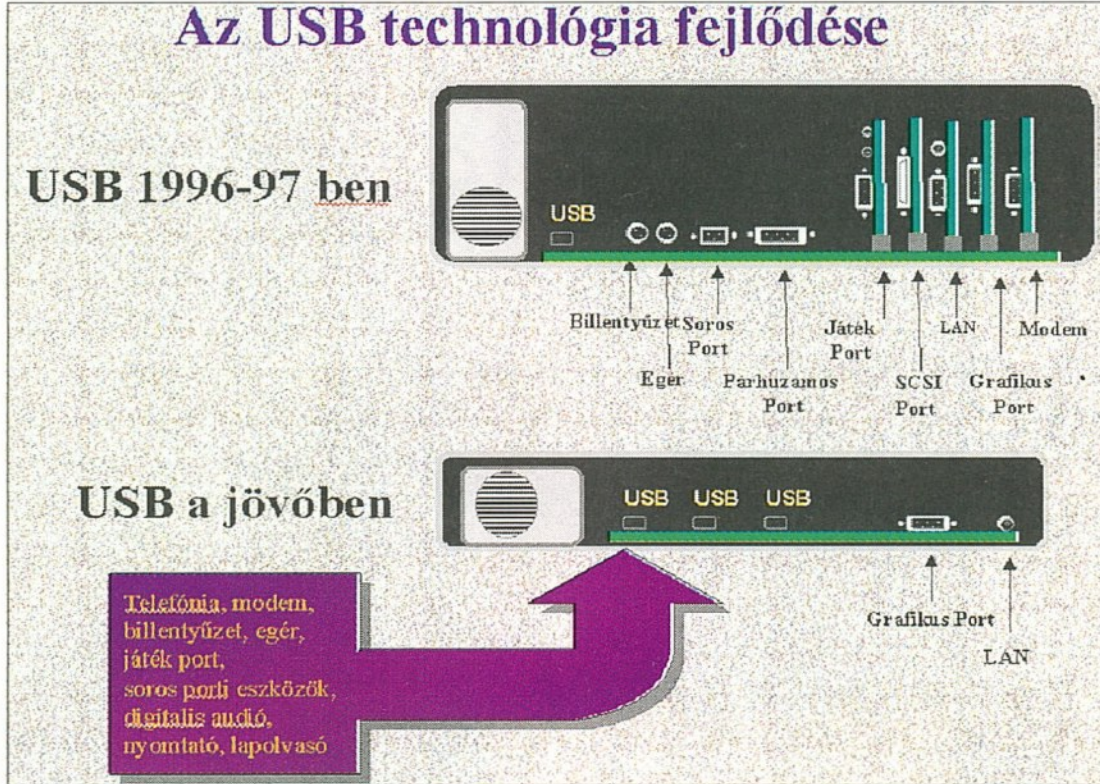 Az USB technológia fejlődése
USB 1996-97 ben
USB
Billentyűzet
Egér
Soros
Port
Párhuzamos
Port
Játék
Port
SCSI
Port
LAN
Grafikus
Port
Modem
USB a jövőben
USB USB USB
Grafikus Port
LAN
Telefónia, modem,
billentyűzet, egér,
játék port,
soros porti eszközök,
digitalis audió,
nyomtató, lapolvasó